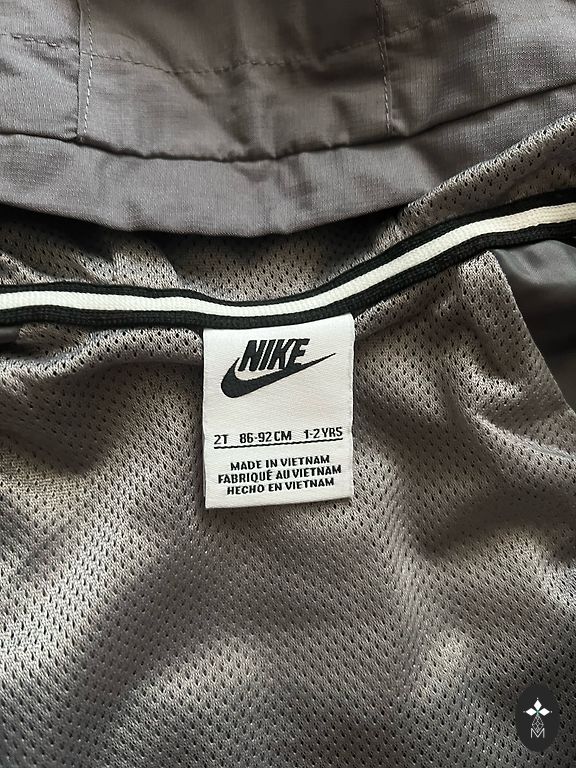 NIKE
2T 86-92CM 1-2YRS
MADE IN VIETNAM
FABRIQUÉ AU VIETNAM
HECHO EN VIETNAM
M